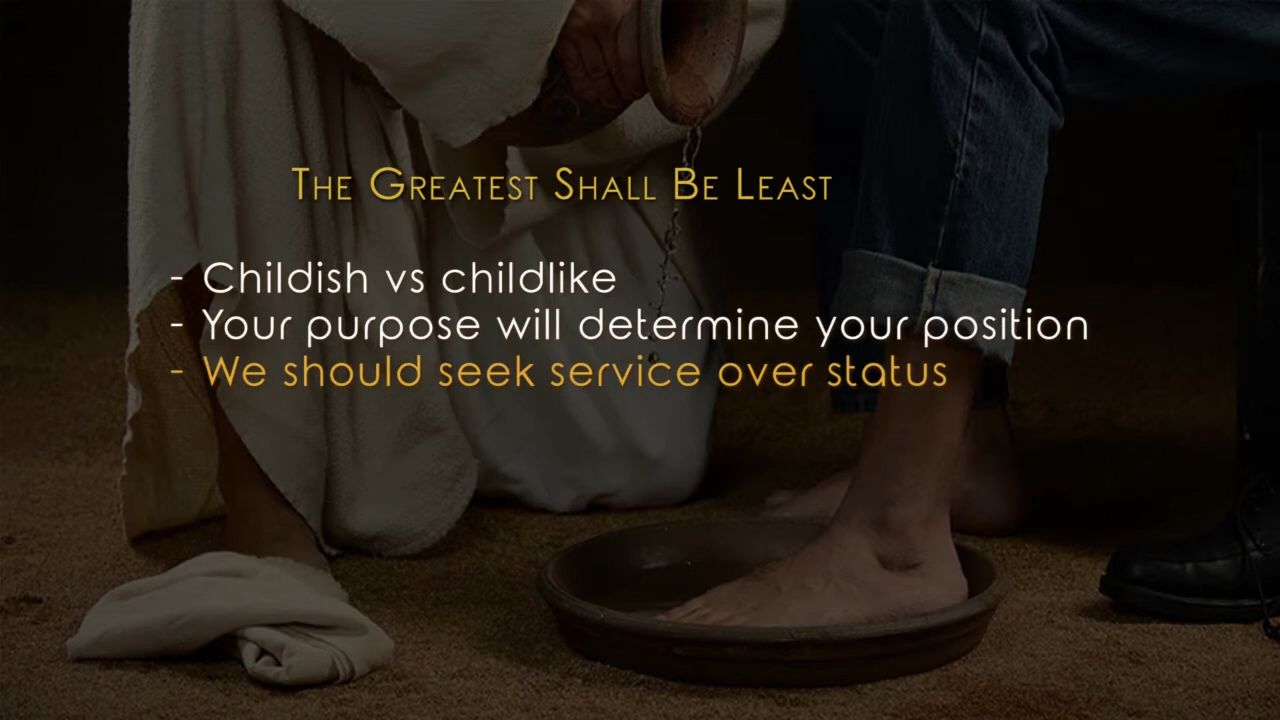 The Greatest Shall Be Least
- Childish vs childlike
- Your purpose will determine your position
- We should seek service over status